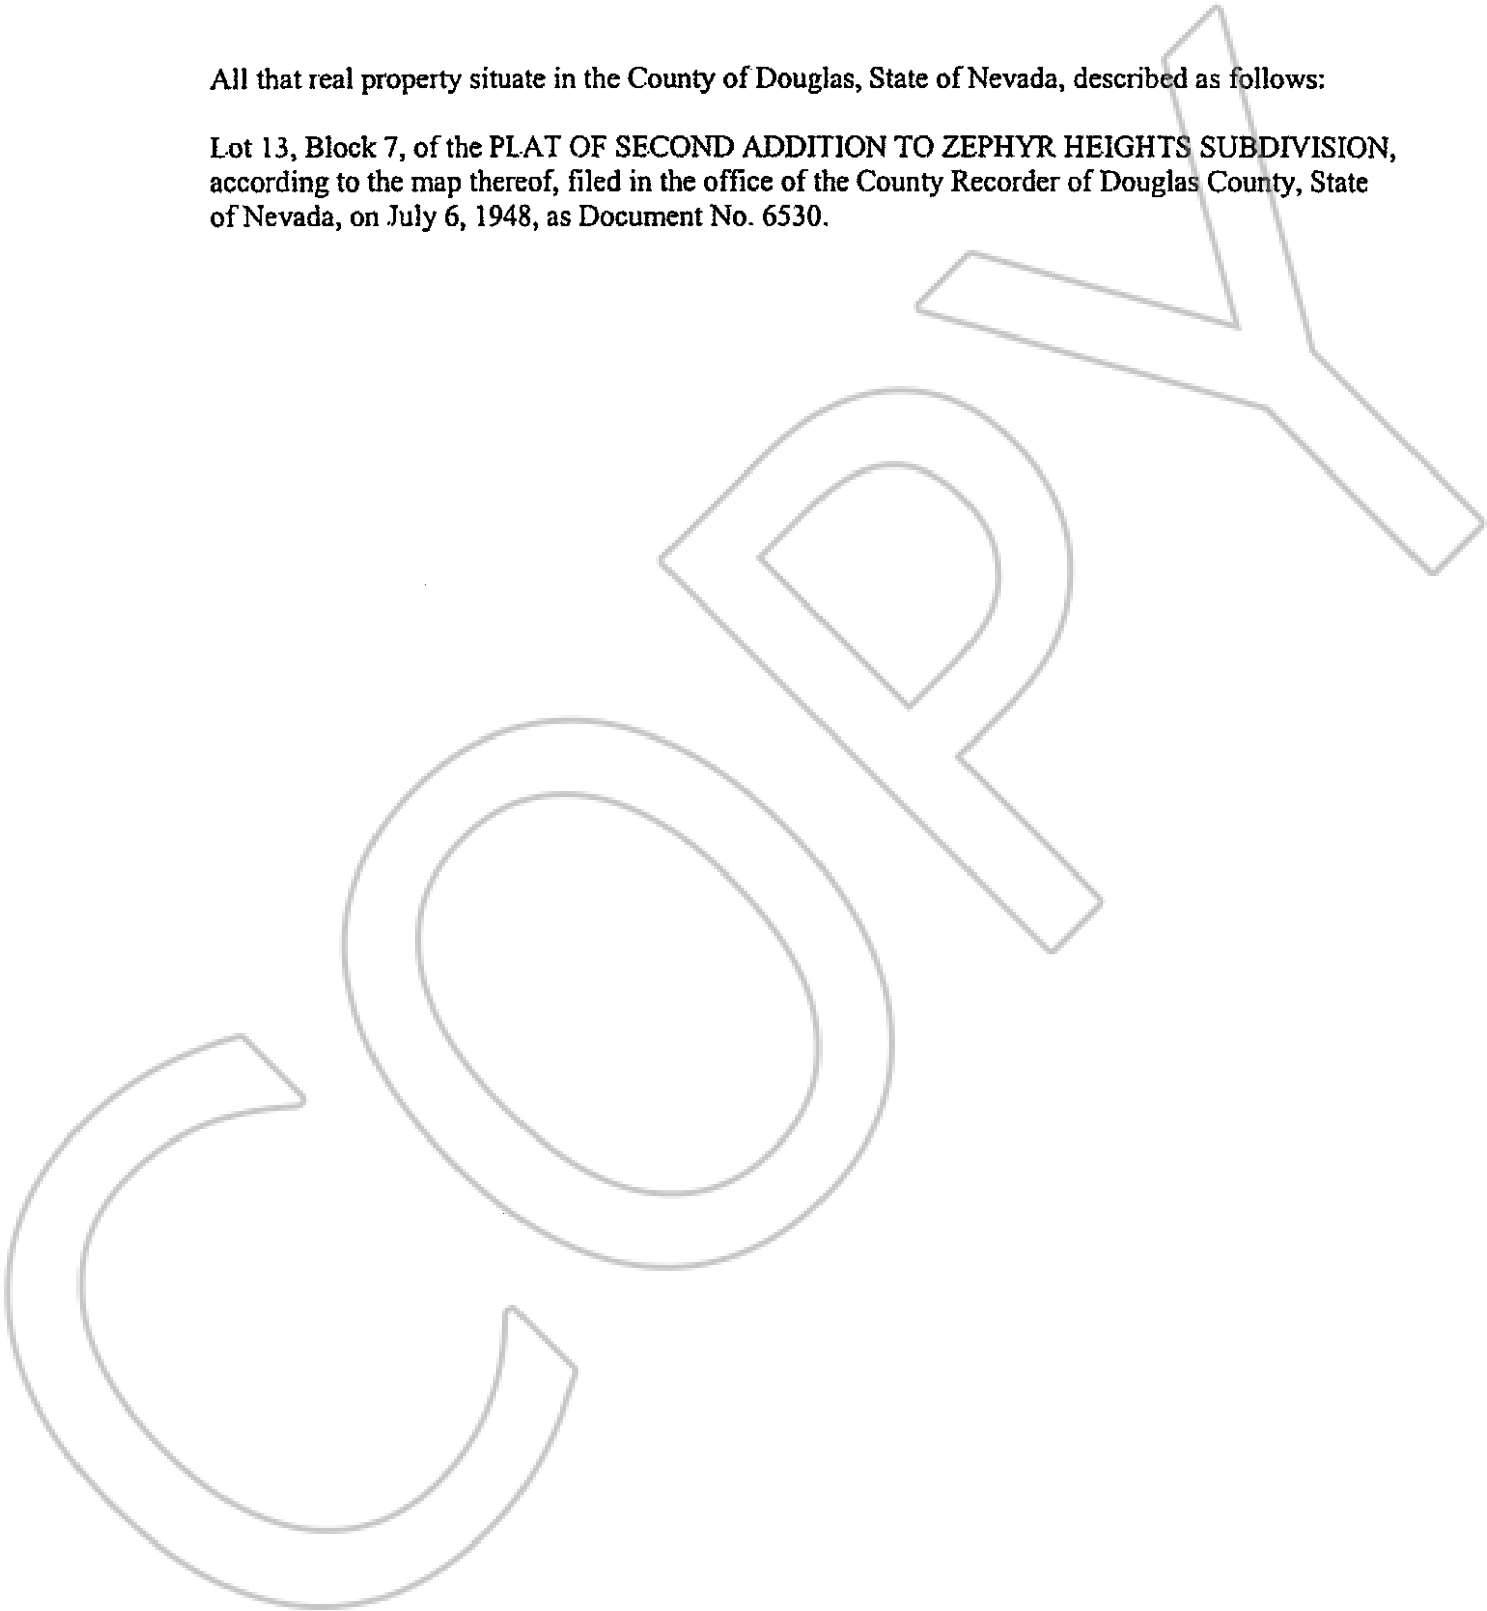 All that real property situate in the County of Douglas, State of Nevada, described as follows:
Lot 13, Block 7, of the PLAT OF SECOND ADDITION TO ZEPHYR HEIGHTS SUBDIVISION,
according to the map thereof, filed in the office of the County Recorder of Douglas County, State
of Nevada, on July 6, 1948, as Document No. 6530.
COPY